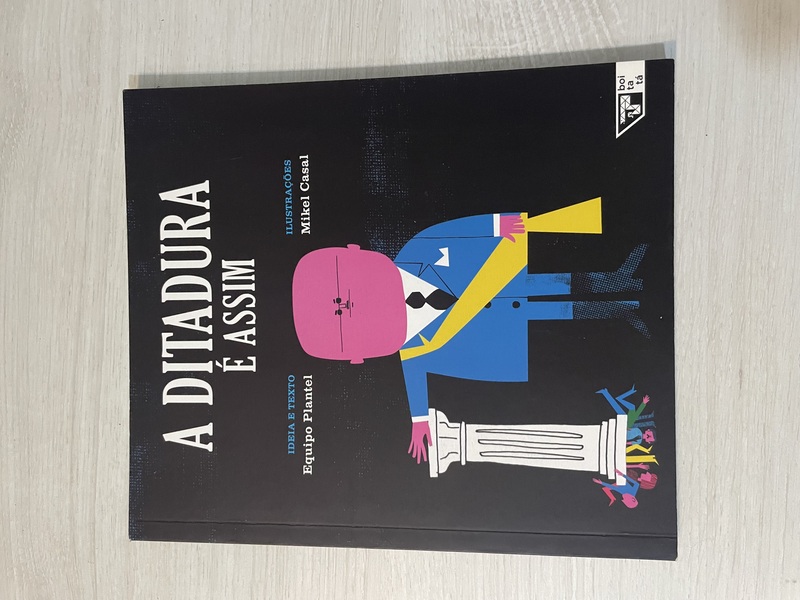 A DITADURA
É ASSIM
IDEIA E TEXTO
Equipo Plantel
ILUSTRAÇÕES
Mikel Casal
boi
ta
tá